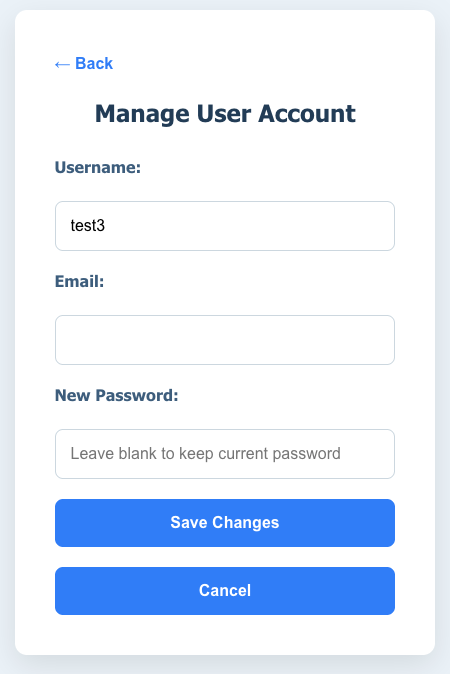 ← Back
Manage User Account
Username:
test3
Email:
New Password:
Leave blank to keep current password
Save Changes
Cancel